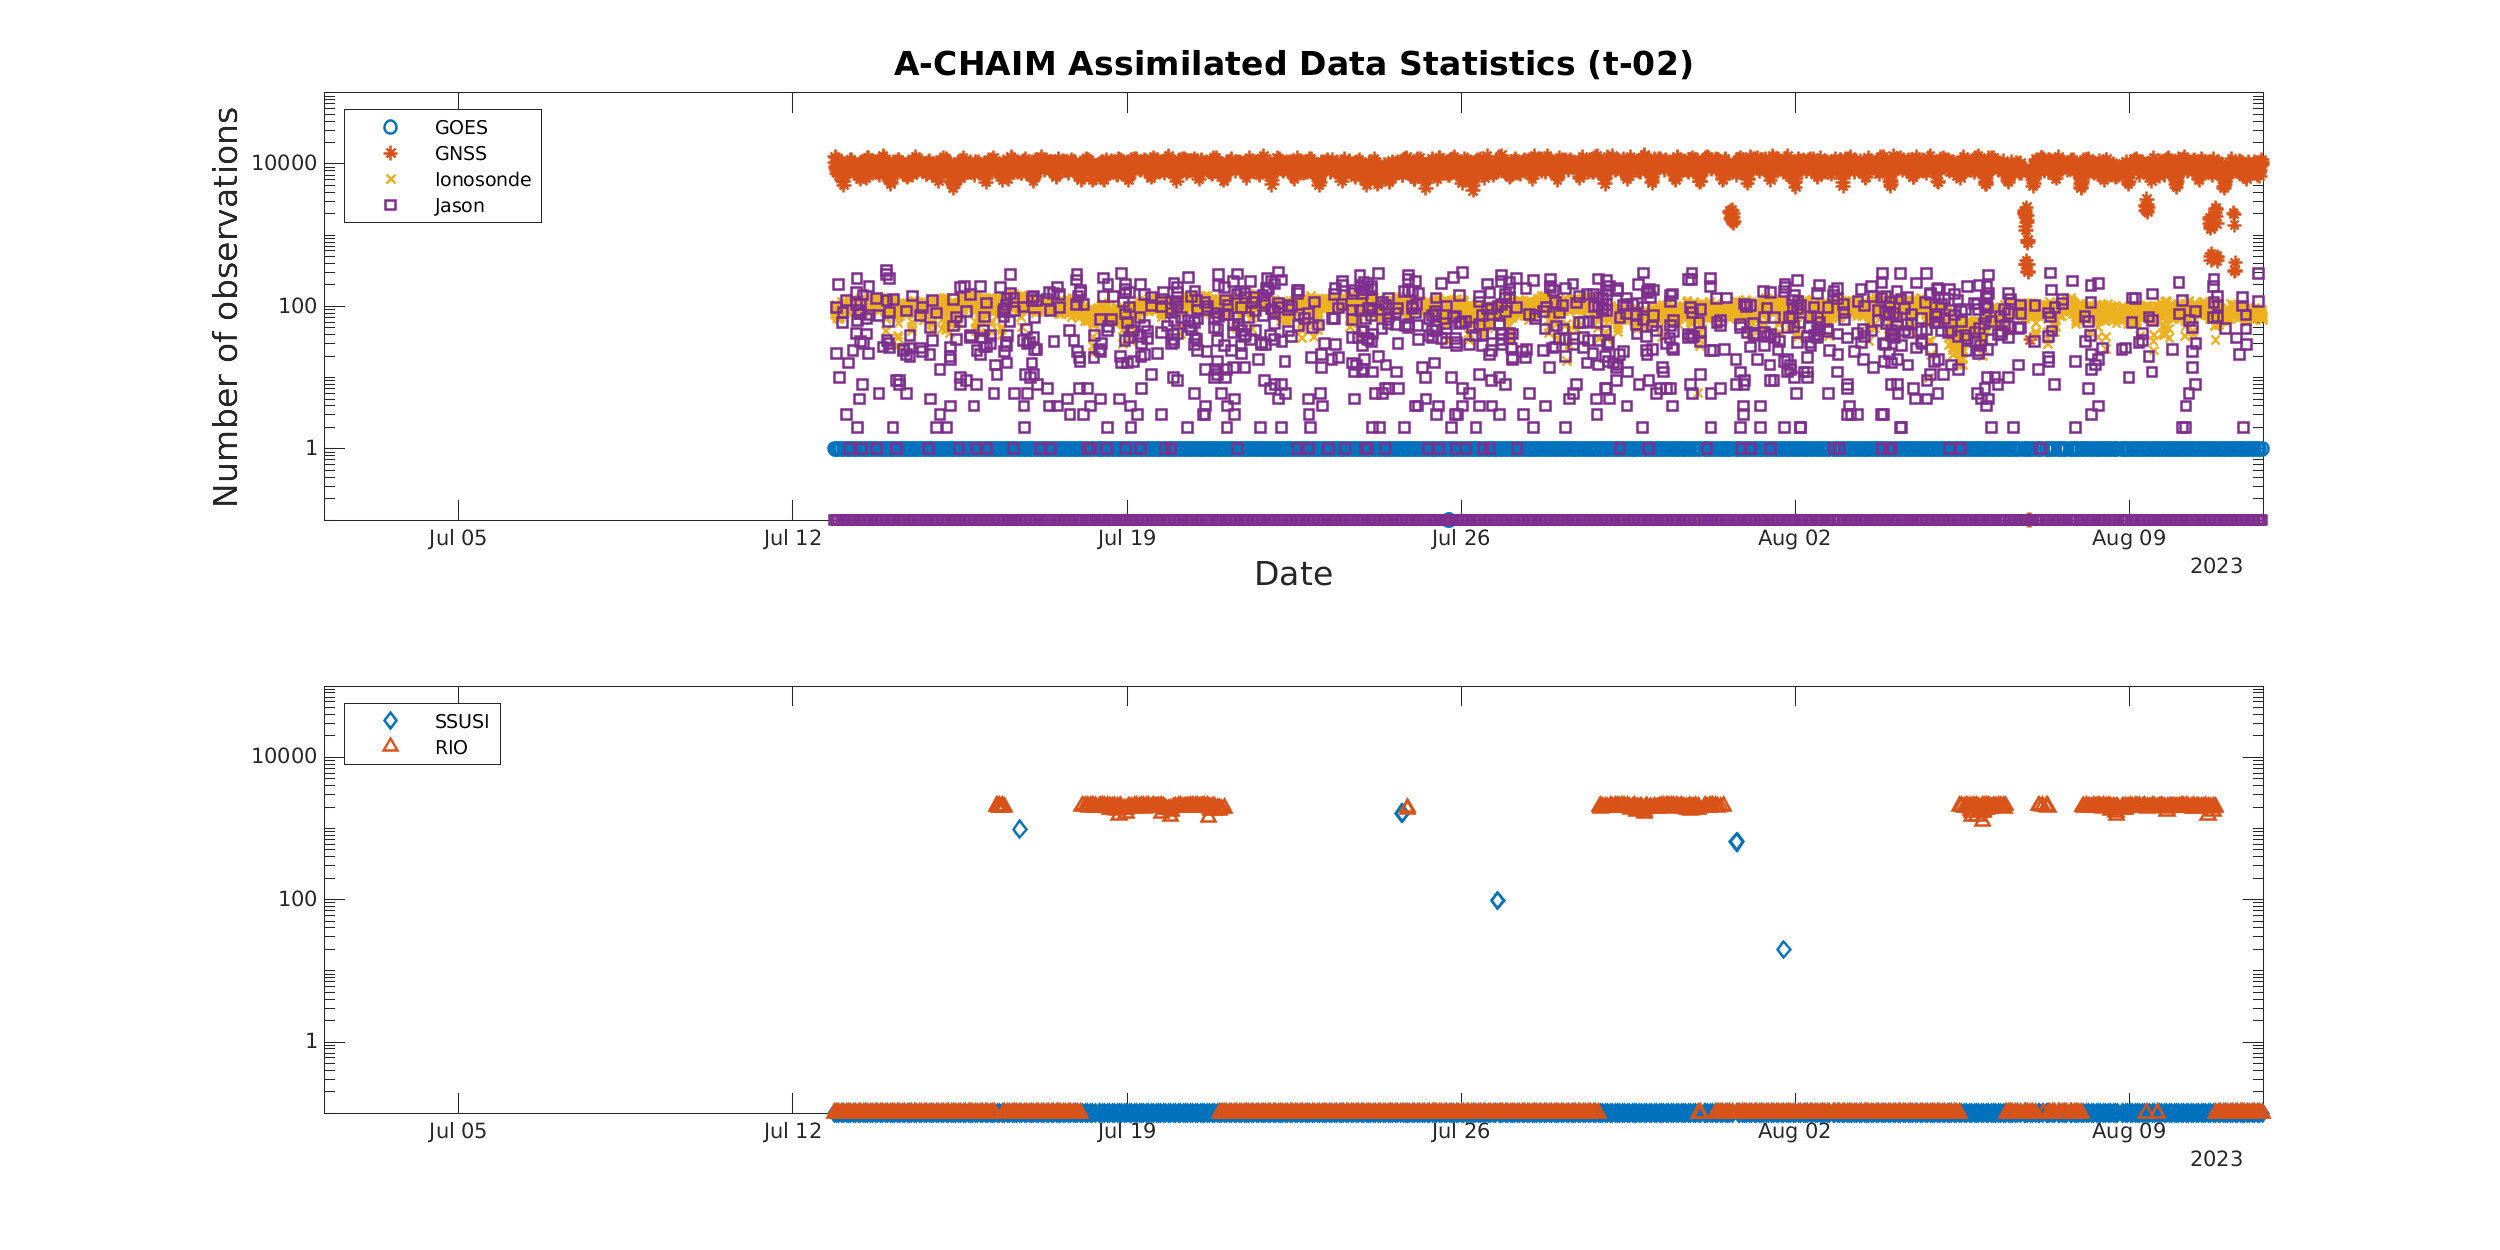 A-CHAIM Assimilated Data Statistics (t-02)
Number of observations
GOES
GNSS
Ionosonde
Jason
10000
100
1
Jul 05
Jul 12
Jul 19
Jul 26
Aug 02
Aug 09
2023
Date
SSUSI
RIO
10000
100
1
Jul 05
Jul 12
Jul 19
Jul 26
Aug 02
Aug 09
2023